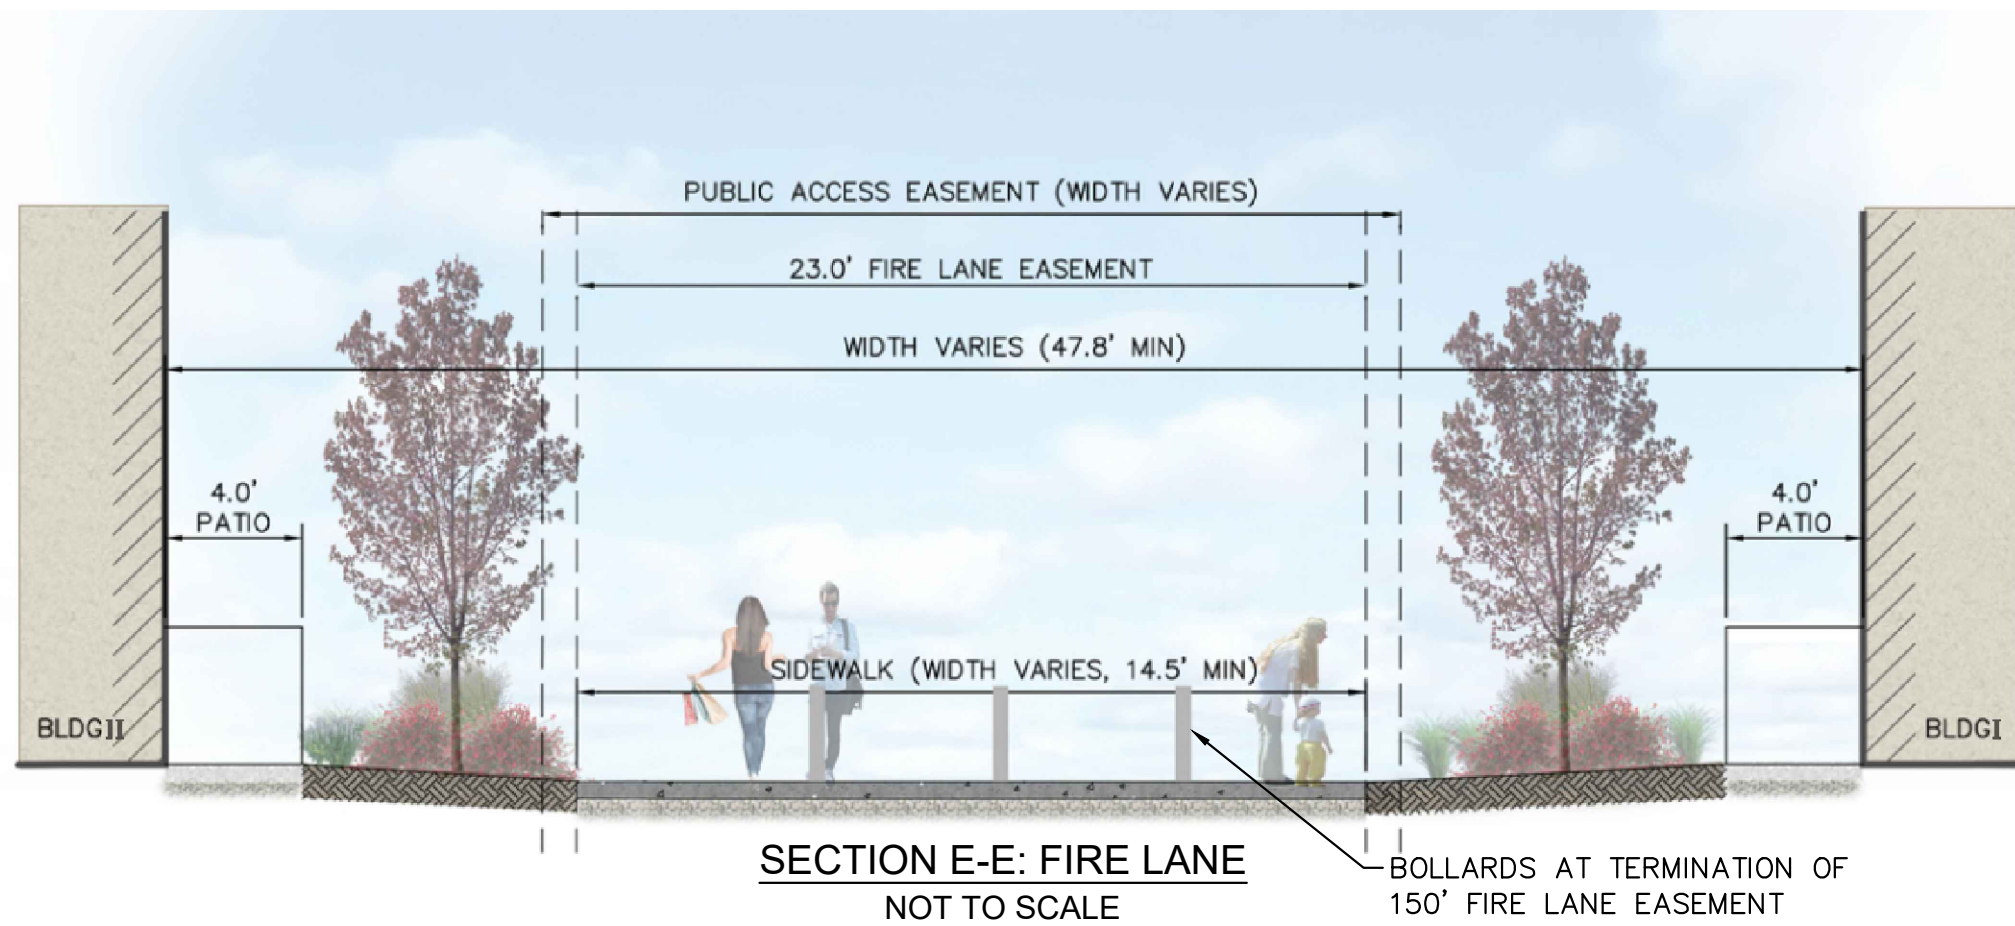 PUBLIC ACCESS EASEMENT (WIDTH VARIES)
23.0' FIRE LANE EASEMENT
WIDTH VARIES (47.8' MIN)
4.0'
PATIO
4.0'
PATIO
SIDEWALK (WIDTH VARIES, 14.5' MIN)
BLDGII
BLDGI
SECTION E-E: FIRE LANE
NOT TO SCALE
BOLLARDS AT TERMINATION OF
150' FIRE LANE EASEMENT